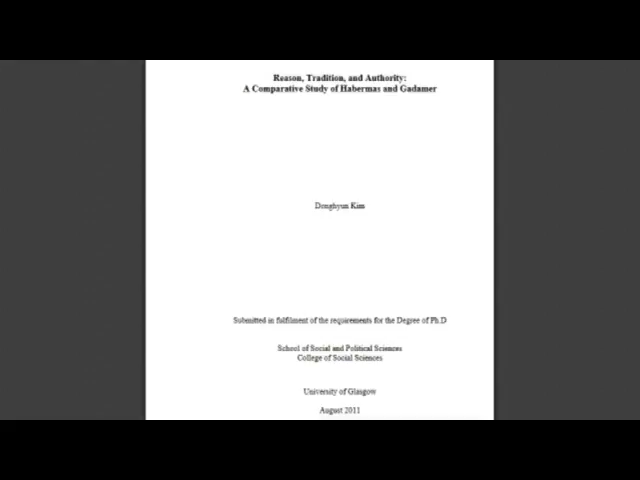 Reason, Tradition, and Authority:
A Comparative Study of Habermas and Gadamer
Donghyun Kim
Submitted in fulfilment of the requirements for the Degree of Ph.D
School of Social and Political Sciences
College of Social Sciences
University of Glasgow
August 2011